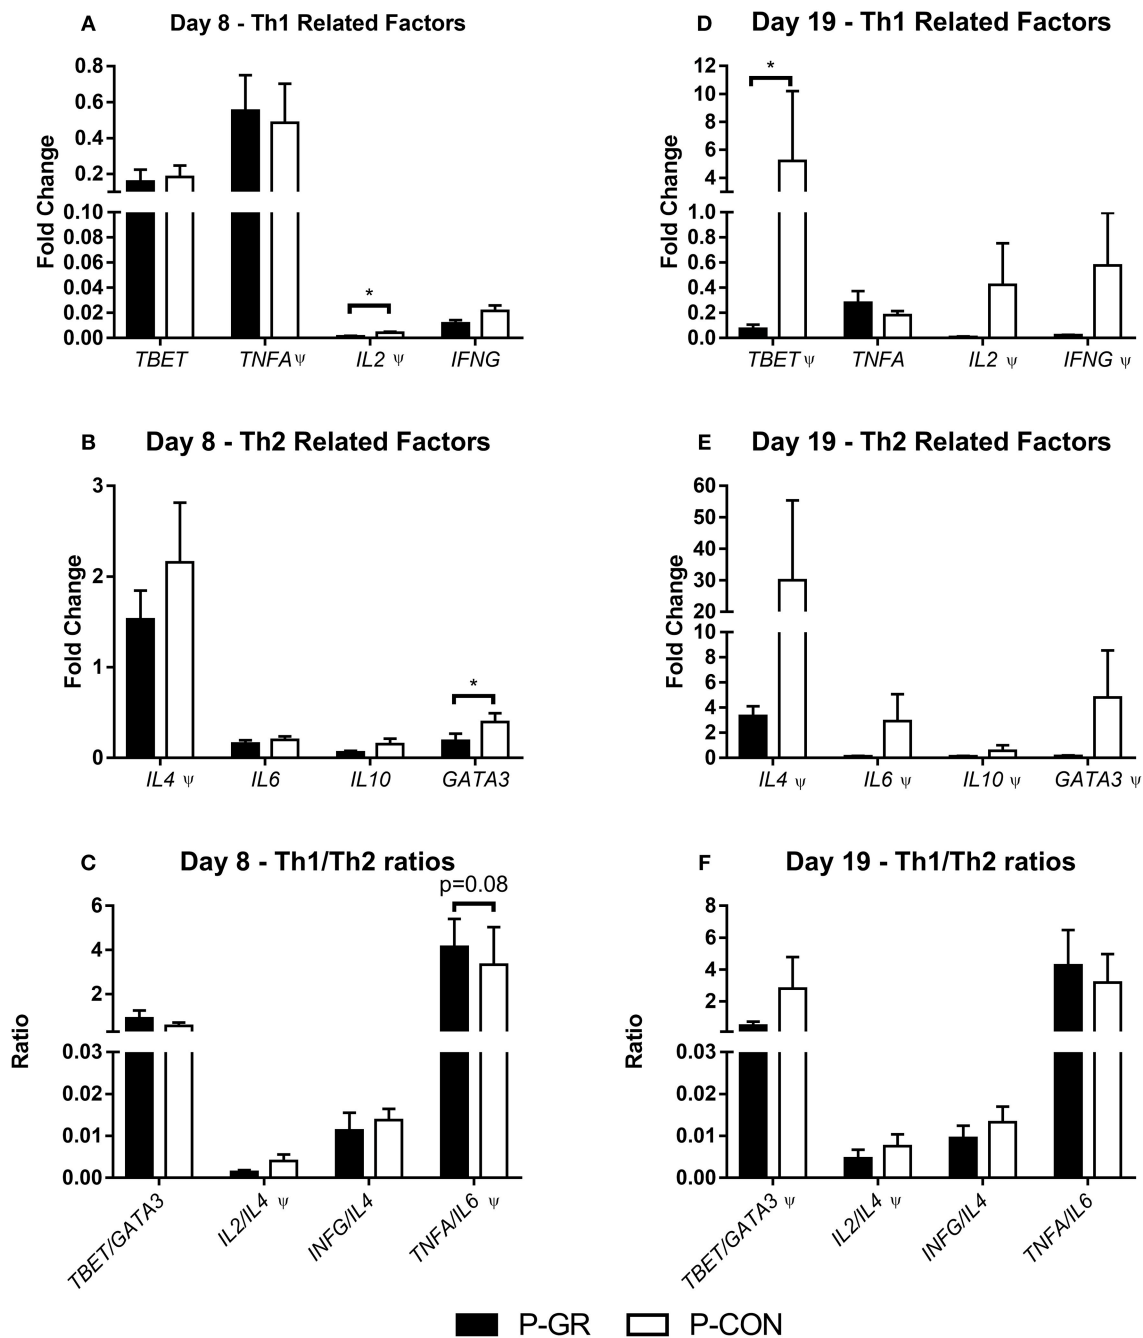 A Day 8 - Th1 Related Factors
Fold Change
0.8
0.6
0.4
0.2
0.10
0.08
0.06
0.04
0.02
0.00
*
TBET TNFA ψ IL2 ψ IFNG
D Day 19 - Th1 Related Factors
Fold Change
12
10
8
6
4
1.0
0.8
0.6
0.4
0.2
0.0
*
TBET ψ TNFA IL2 ψ IFNG ψ
B Day 8 - Th2 Related Factors
Fold Change
3
2
1
0
*
IL4 ψ IL6 IL10 GATA3
E Day 19 - Th2 Related Factors
Fold Change
60
50
40
30
20
10
8
6
4
2
0
IL4 ψ IL6 ψ IL10 ψ GATA3 ψ
C Day 8 - Th1/Th2 ratios
p=0.08
Ratio
6
4
2
0.03
0.02
0.01
0.00
TBET/GATA3 IL2/IL4 ψ INFG/IL4 TNFA/IL6 ψ
F Day 19 - Th1/Th2 ratios
Ratio
8
6
4
2
0.03
0.02
0.01
0.00
TBET/GATA3 ψ IL2/IL4 ψ INFG/IL4 TNFA/IL6
P-GR P-CON